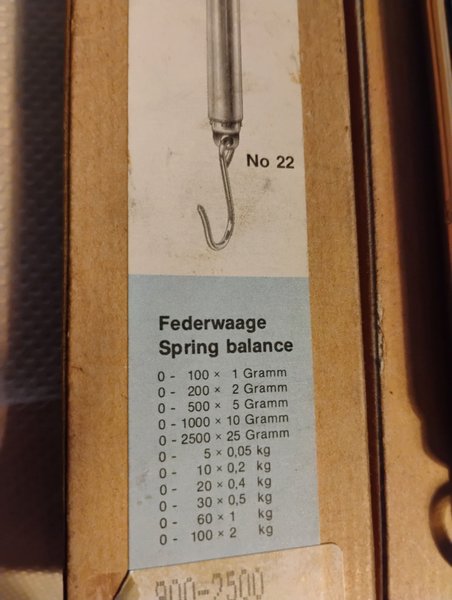 No 22
Federwaage
Spring balance
0 - 100 × 1 Gramm
0 - 200 × 2 Gramm
0 - 500 × 5 Gramm
0 - 1000 × 10 Gramm
0 - 2500 × 25 Gramm
0 - 5 × 0,05 kg
0 - 10 × 0,2 kg
0 - 20 × 0,4 kg
0 - 30 × 0,5 kg
0 - 60 × 1 kg
0 - 100 × 2 kg
800-2500